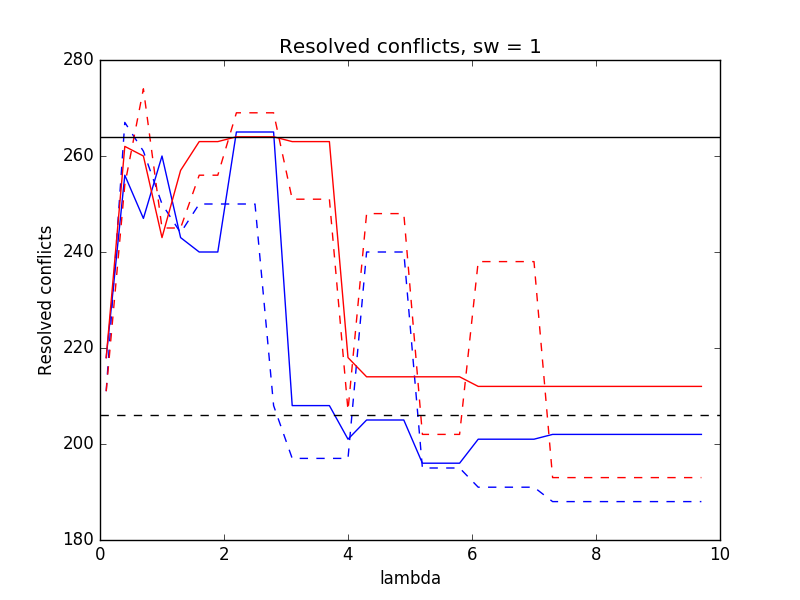 Resolved conflicts, sw = 1
280
260
240
220
200
180
Resolved conflicts
0 2 4 6 8 10
lambda